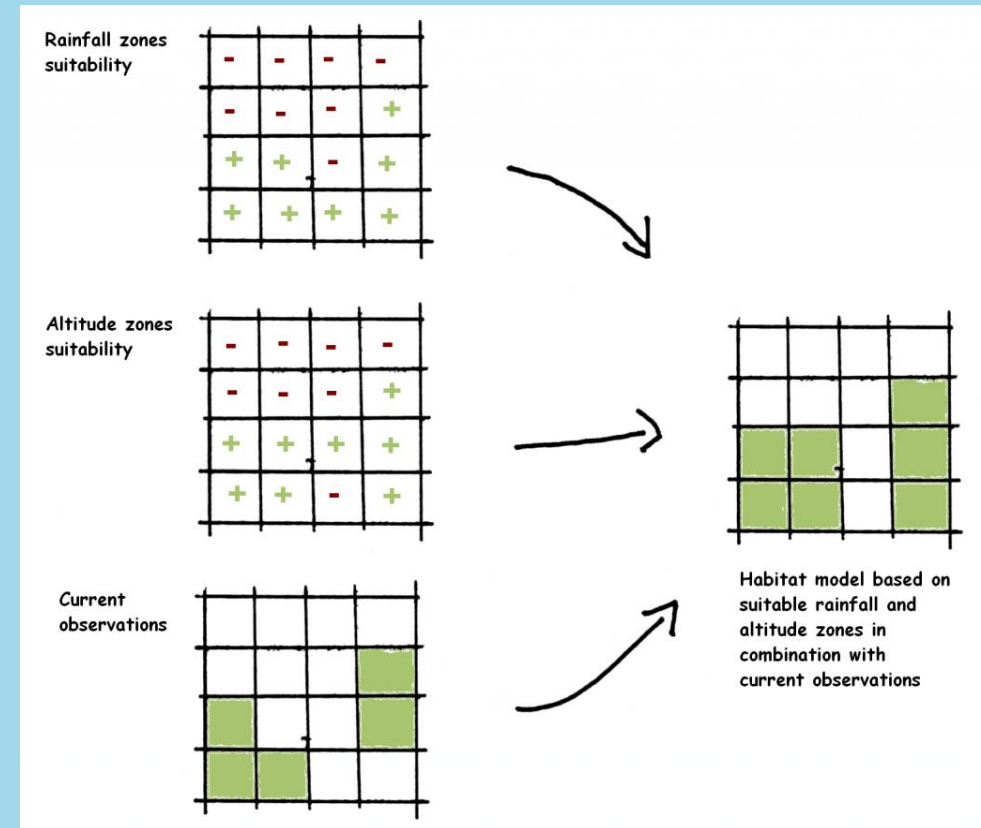 Rainfall zones
suitability
- - - -
- - - +
+ + - +
+ + + +
Altitude zones
suitability
- - - -
- - - +
+ + + +
+ + - +
Current
observations
Habitat model based on
suitable rainfall and
altitude zones in
combination with
current observations